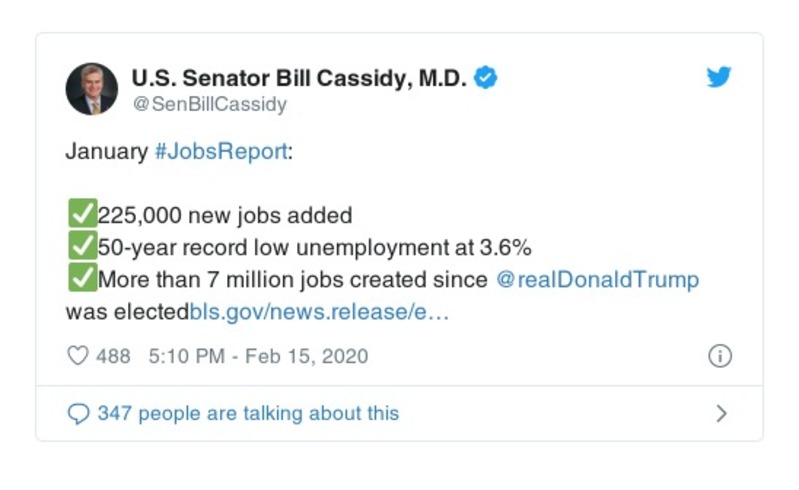 U.S. Senator Bill Cassidy, M.D.
@SenBillCassidy
January #JobsReport:
✅225,000 new jobs added
✅50-year record low unemployment at 3.6%
✅More than 7 million jobs created since @realDonaldTrump
was electedbls.gov/news.release/e…
488 5:10 PM - Feb 15, 2020
347 people are talking about this